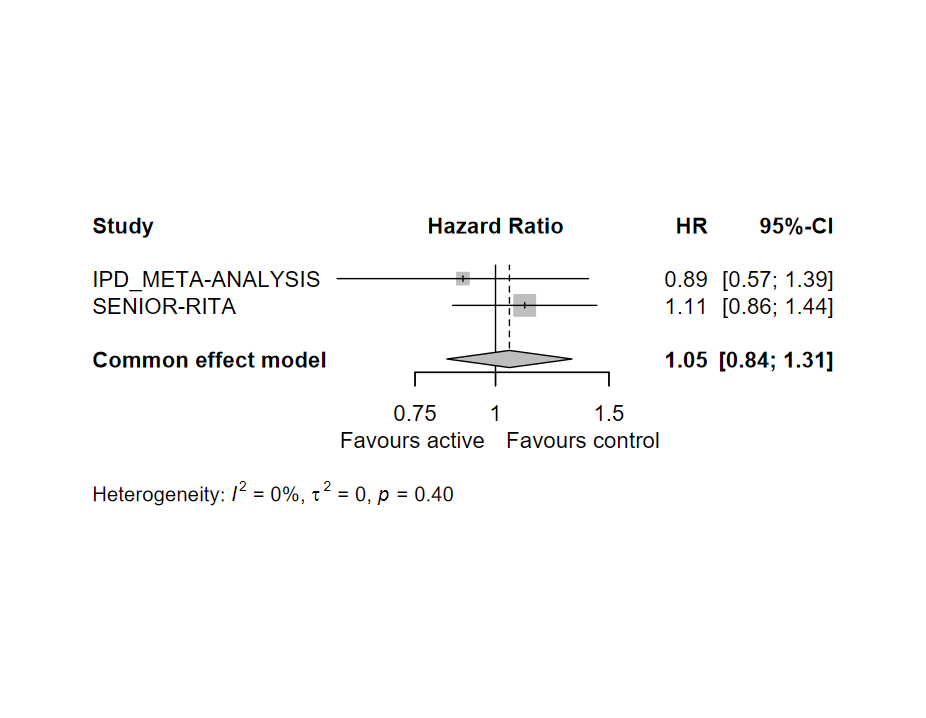 Study Hazard Ratio HR 95%-CI
IPD_META-ANALYSIS 0.89 [0.57; 1.39]
SENIOR-RITA 1.11 [0.86; 1.44]
Common effect model 1.05 [0.84; 1.31]
0.75 1 1.5
Favours active Favours control
Heterogeneity: I² = 0%, τ² = 0, p = 0.40